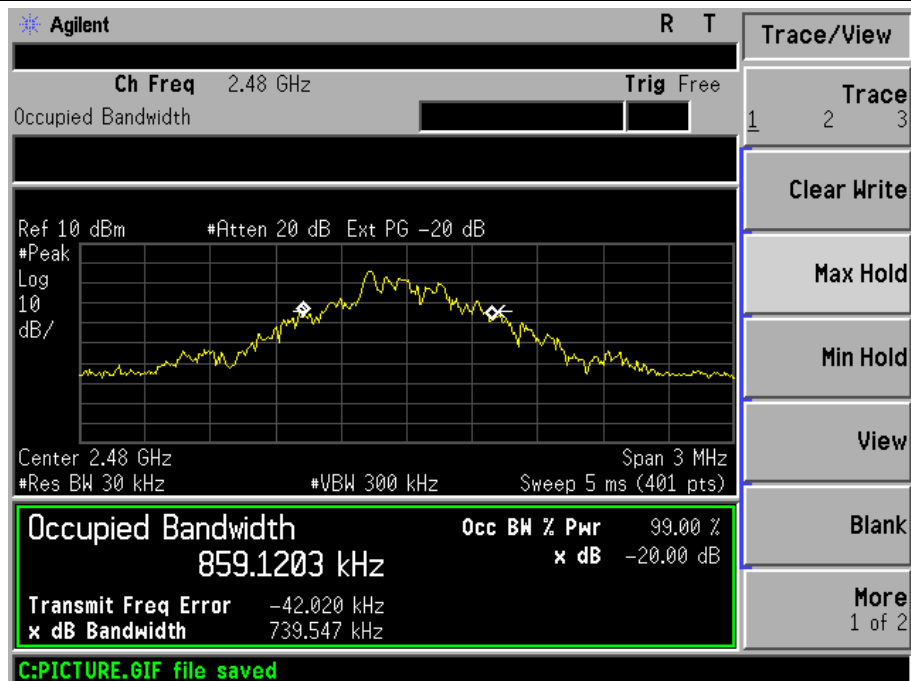 Agilent R T
Ch Freq 2.48 GHz Trig Free
Occupied Bandwidth
Ref 10 dBm #Atten 20 dB Ext PG -20 dB
#Peak
Log
10
dB/
Center 2.48 GHz Span 3 MHz
#Res BW 30 kHz #VBW 300 kHz Sweep 5 ms (401 pts)
Occupied Bandwidth Occ BW % Pwr 99.00 %
859.1203 kHz x dB -20.00 dB
Transmit Freq Error -42.020 kHz
x dB Bandwidth 739.547 kHz
C:PICTURE.GIF file saved
Trace/View
Trace
1 2 3
Clear Write
Max Hold
Min Hold
View
Blank
More
1 of 2